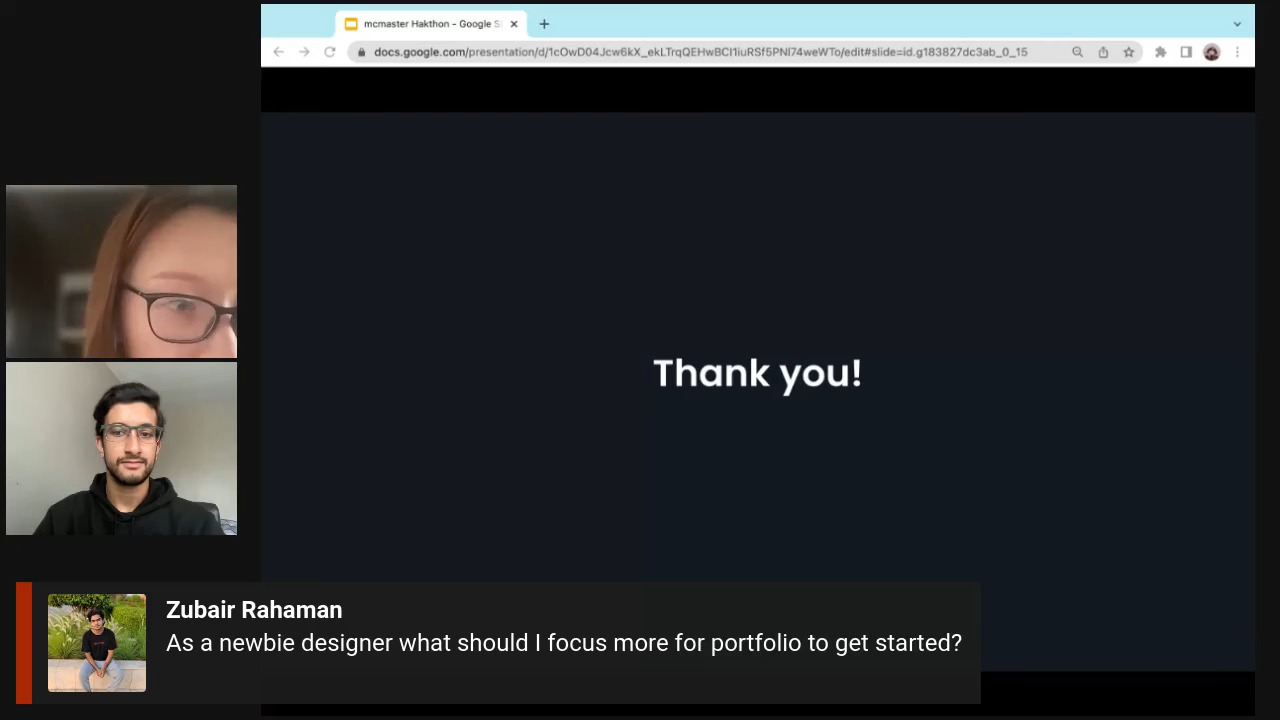 mcmaster Hakthon - Google S
docs.google.com/presentation/d/1cOwD04Jcw6kX_ekLTrqQEHwBCl1iuRSf5PNl74weWTo/edit#slide=id.g183827dc3ab_0_15
Thank you!
Zubair Rahaman
As a newbie designer what should I focus more for portfolio to get started?